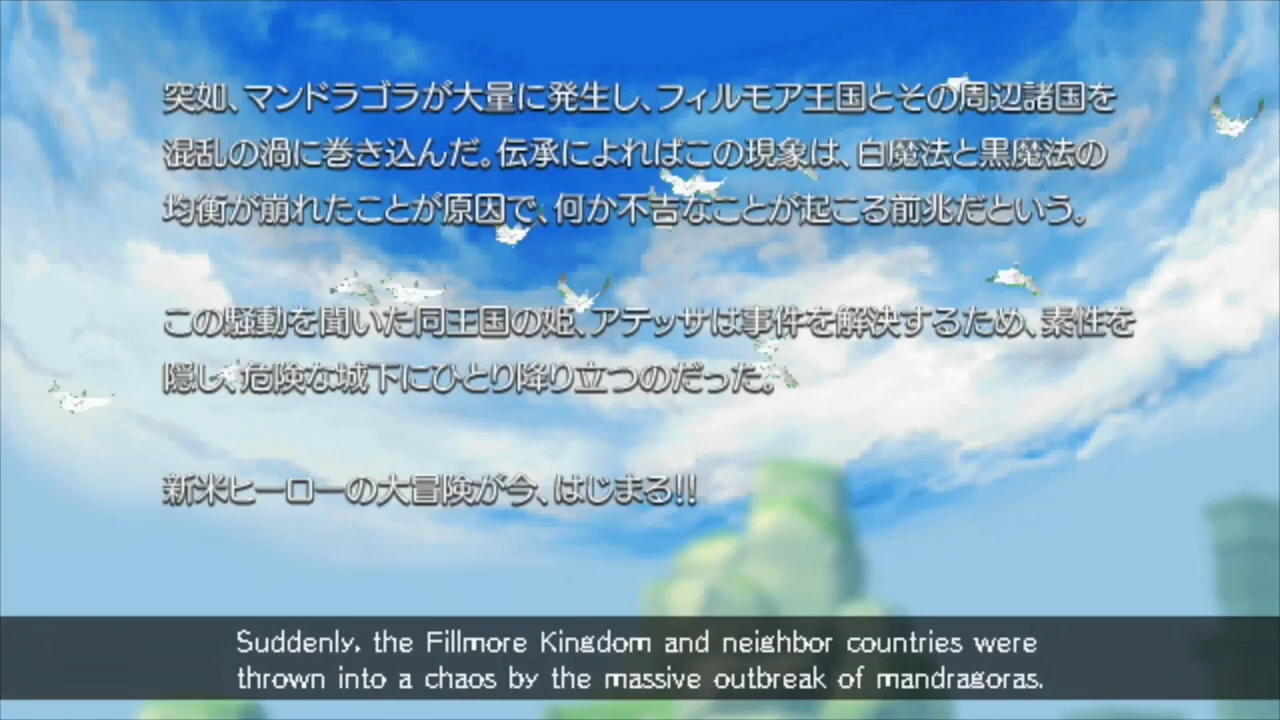 突如、マンドラゴラが大量に発生し、フィルモア王国とその周辺諸国を
混乱の渦に巻き込んだ。伝承によればこの現象は、白魔法と黒魔法の
均衡が崩れたことが原因で、何か不吉なことが起こる前兆だという。
この騒動を聞いた同王国の姫、アテッサは事件を解決するため、素性を
隠し、危険な城下にひとり降り立つのだった。
新米ヒーローの大冒険が今、はじまる!!
Suddenly, the Fillmore Kingdom and neighbor countries were
thrown into a chaos by the massive outbreak of mandragoras.